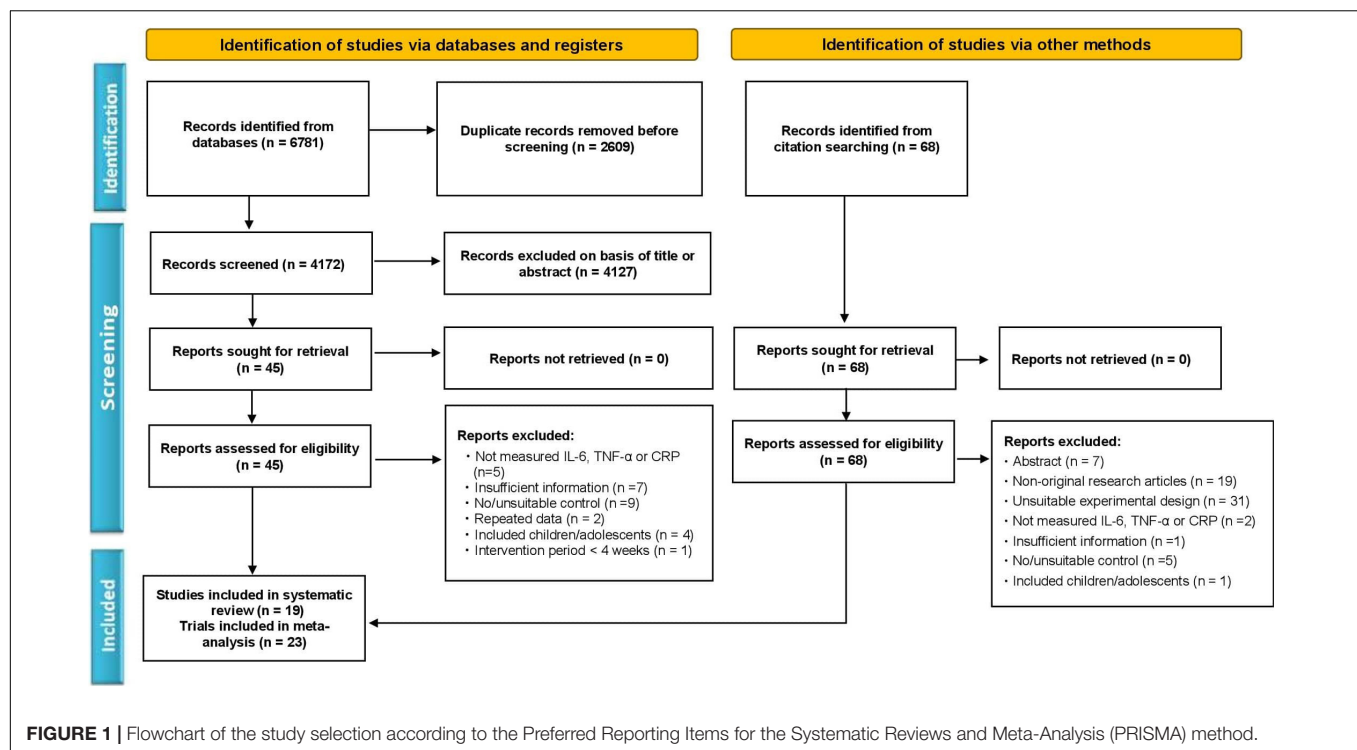 Identification of studies via databases and registers
Identification of studies via other methods
Identification
Records identified from
databases (n = 6781)
Duplicate records removed before
screening (n = 2609)
Records identified from
citation searching (n = 68)
Screening
Records screened (n = 4172)
Records excluded on basis of title or
abstract (n = 4127)
Reports sought for retrieval
(n = 45)
Reports not retrieved (n = 0)
Reports sought for retrieval
(n = 68)
Reports not retrieved (n = 0)
Reports assessed for eligibility
(n = 45)
Reports excluded:
• Not measured IL-6, TNF-α or CRP
(n=5)
• Insufficient information (n =7)
• No/unsuitable control (n =9)
• Repeated data (n = 2)
• Included children/adolescents (n = 4)
• Intervention period < 4 weeks (n = 1)
Reports assessed for eligibility
(n = 68)
Reports excluded:
• Abstract (n = 7)
• Non-original research articles (n = 19)
• Unsuitable experimental design (n = 31)
• Not measured IL-6, TNF-α or CRP (n =2)
• Insufficient information (n =1)
• No/unsuitable control (n =5)
• Included children/adolescents (n = 1)
Included
Studies included in systematic
review (n = 19)
Trials included in meta-
analysis (n = 23)
FIGURE 1 | Flowchart of the study selection according to the Preferred Reporting Items for the Systematic Reviews and Meta-Analysis (PRISMA) method.